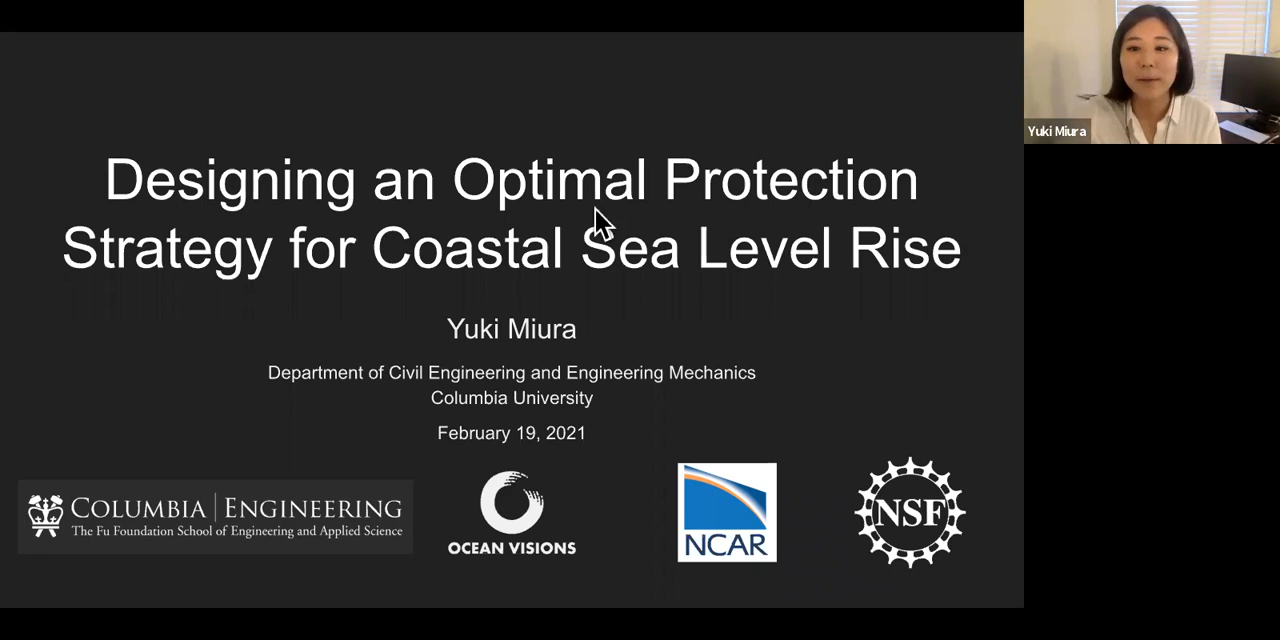 Designing an Optimal Protection
Strategy for Coastal Sea Level Rise
Yuki Miura
Department of Civil Engineering and Engineering Mechanics
Columbia University
February 19, 2021
COLUMBIA | ENGINEERING
The Fu Foundation School of Engineering and Applied Science
OCEAN VISIONS
NCAR
NSF
Yuki Miura